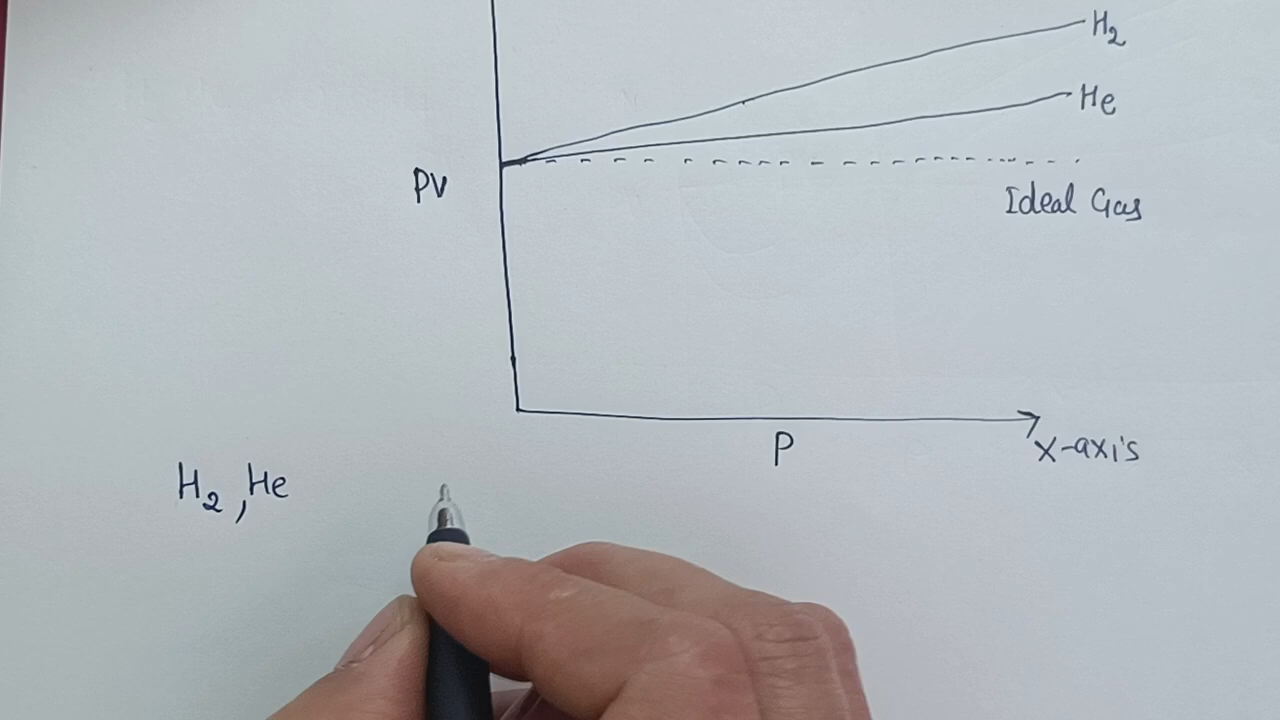 H₂
He
PV
Ideal Gas
P
X-axis
H₂, He